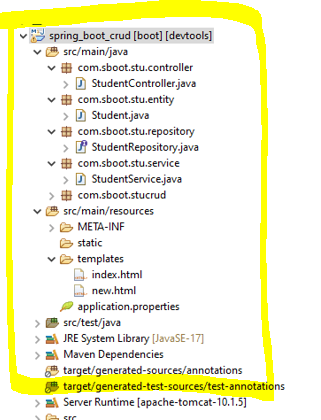 spring_boot_crud [boot] [devtools]
src/main/java
com.sboot.stu.controller
StudentController.java
com.sboot.stu.entity
Student.java
com.sboot.stu.repository
StudentRepository.java
com.sboot.stu.service
StudentService.java
com.sboot.stucrud
src/main/resources
META-INF
static
templates
index.html
new.html
application.properties
src/test/java
JRE System Library [JavaSE-17]
Maven Dependencies
target/generated-sources/annotations
target/generated-test-sources/test-annotations
Server Runtime [apache-tomcat-10.1.5]
src